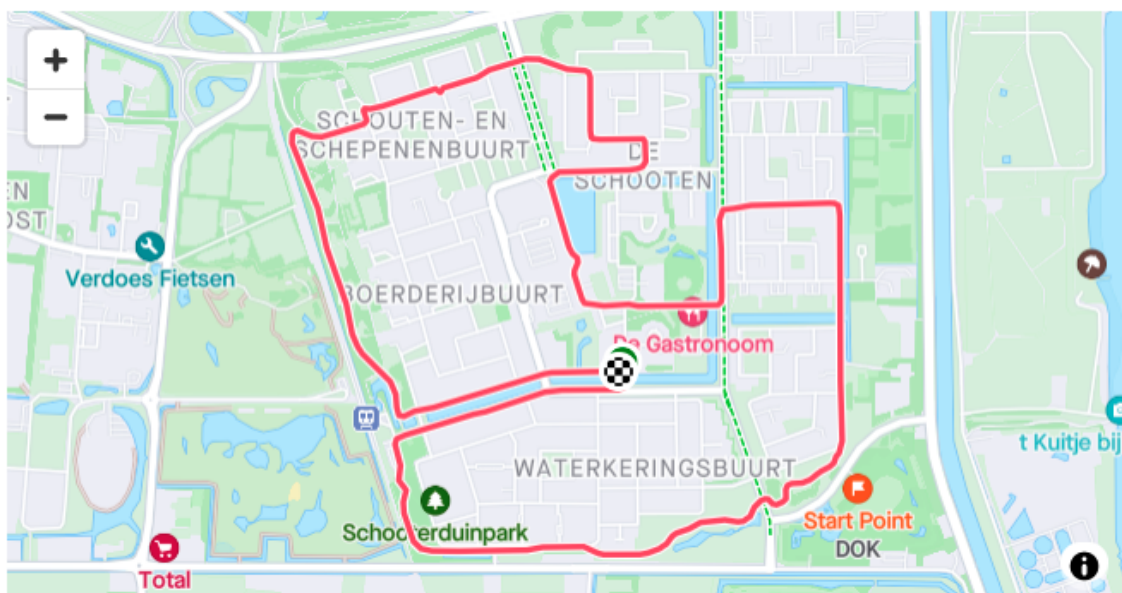 +
−
SCHOUTEN- EN
SCHEPENENBUURT
DE
SCHOOTEN
EN
OST
Verdoes Fietsen
BOERDERIJBUURT
De Gastronoom
t Kuitje bij
WATERKERINGSBUURT
Schooterduinpark
Start Point
DOK
Total
i